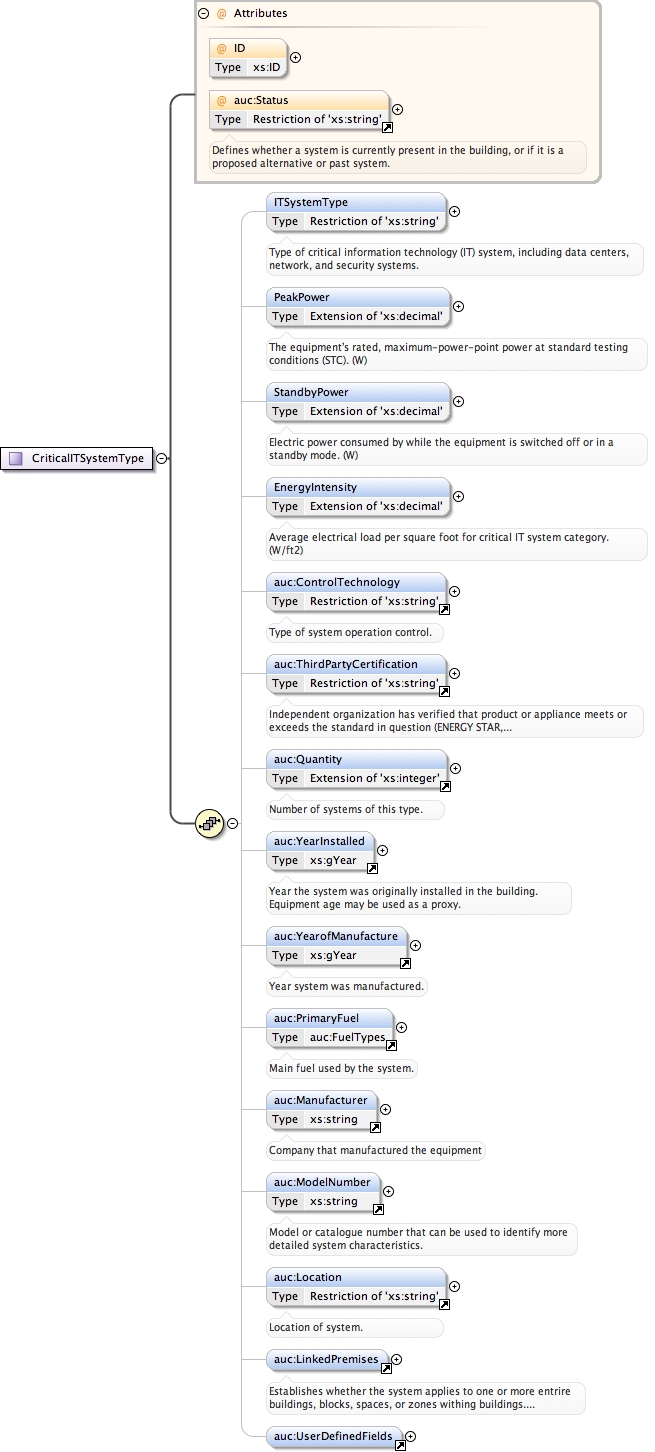 @ Attributes
@ ID
Type xs:ID
@ auc:Status
Type Restriction of 'xs:string'
Defines whether a system is currently present in the building, or if it is a
proposed alternative or past system.
ITSystemType
Type Restriction of 'xs:string'
Type of critical information technology (IT) system, including data centers,
network, and security systems.
PeakPower
Type Extension of 'xs:decimal'
The equipment's rated, maximum-power-point power at standard testing
conditions (STC). (W)
StandbyPower
Type Extension of 'xs:decimal'
Electric power consumed by while the equipment is switched off or in a
standby mode. (W)
CriticalITSystemType
EnergyIntensity
Type Extension of 'xs:decimal'
Average electrical load per square foot for critical IT system category.
(W/ft2)
auc:ControlTechnology
Type Restriction of 'xs:string'
Type of system operation control.
auc:ThirdPartyCertification
Type Restriction of 'xs:string'
Independent organization has verified that product or appliance meets or
exceeds the standard in question (ENERGY STAR,...
auc:Quantity
Type Extension of 'xs:integer'
Number of systems of this type.
auc:YearInstalled
Type xs:gYear
Year the system was originally installed in the building.
Equipment age may be used as a proxy.
auc:YearofManufacture
Type xs:gYear
Year system was manufactured.
auc:PrimaryFuel
Type auc:FuelTypes
Main fuel used by the system.
auc:Manufacturer
Type xs:string
Company that manufactured the equipment
auc:ModelNumber
Type xs:string
Model or catalogue number that can be used to identify more
detailed system characteristics.
auc:Location
Type Restriction of 'xs:string'
Location of system.
auc:LinkedPremises
Establishes whether the system applies to one or more entrire
buildings, blocks, spaces, or zones withing buildings....
auc:UserDefinedFields